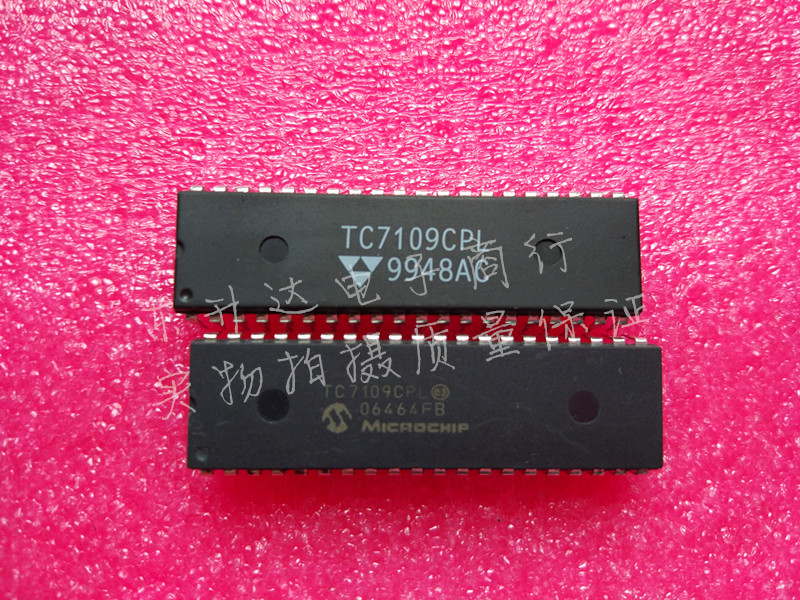 TC7109CPL
9948AC
升达电子商行
实物拍摄质量保证
TC7109CPL e3
06464FB
MICROCHIP